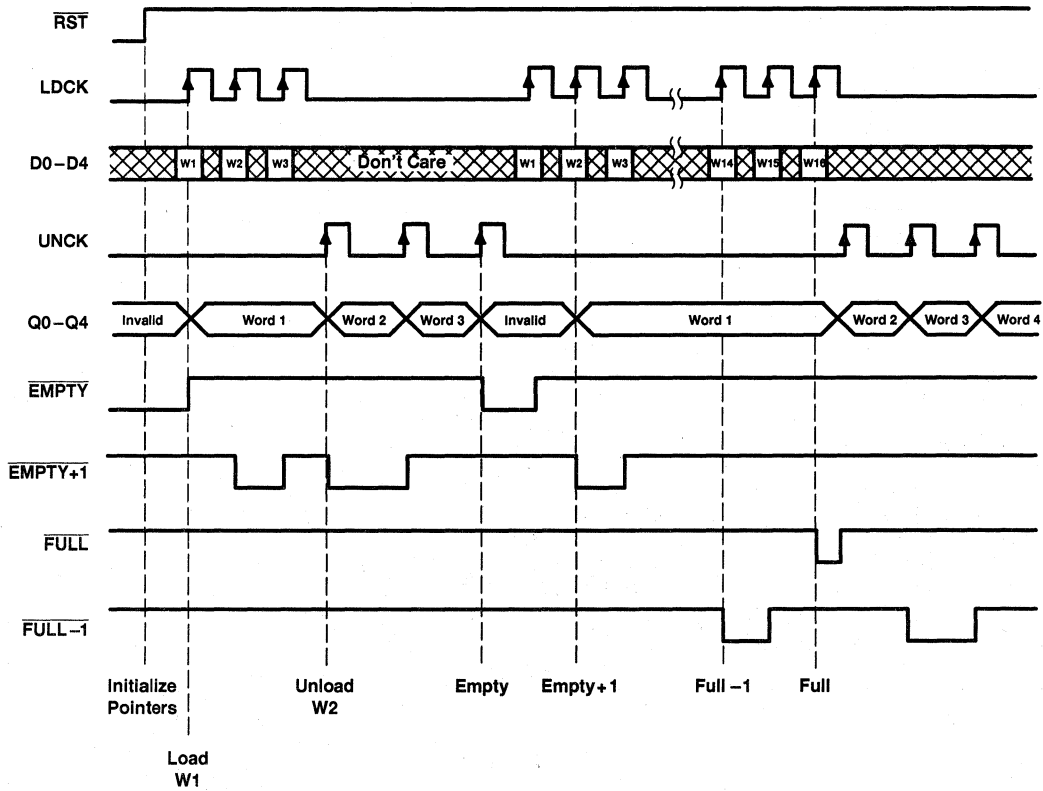 RST
LDCK
D0–D4 W1 W2 W3 Don't Care W1 W2 W3 W14 W15 W16
UNCK
Q0–Q4 Invalid Word 1 Word 2 Word 3 Invalid Word 1 Word 2 Word 3 Word 4
EMPTY
EMPTY+1
FULL
FULL–1
Initialize Pointers
Unload W2
Empty
Empty+1
Full–1
Full
Load
W1